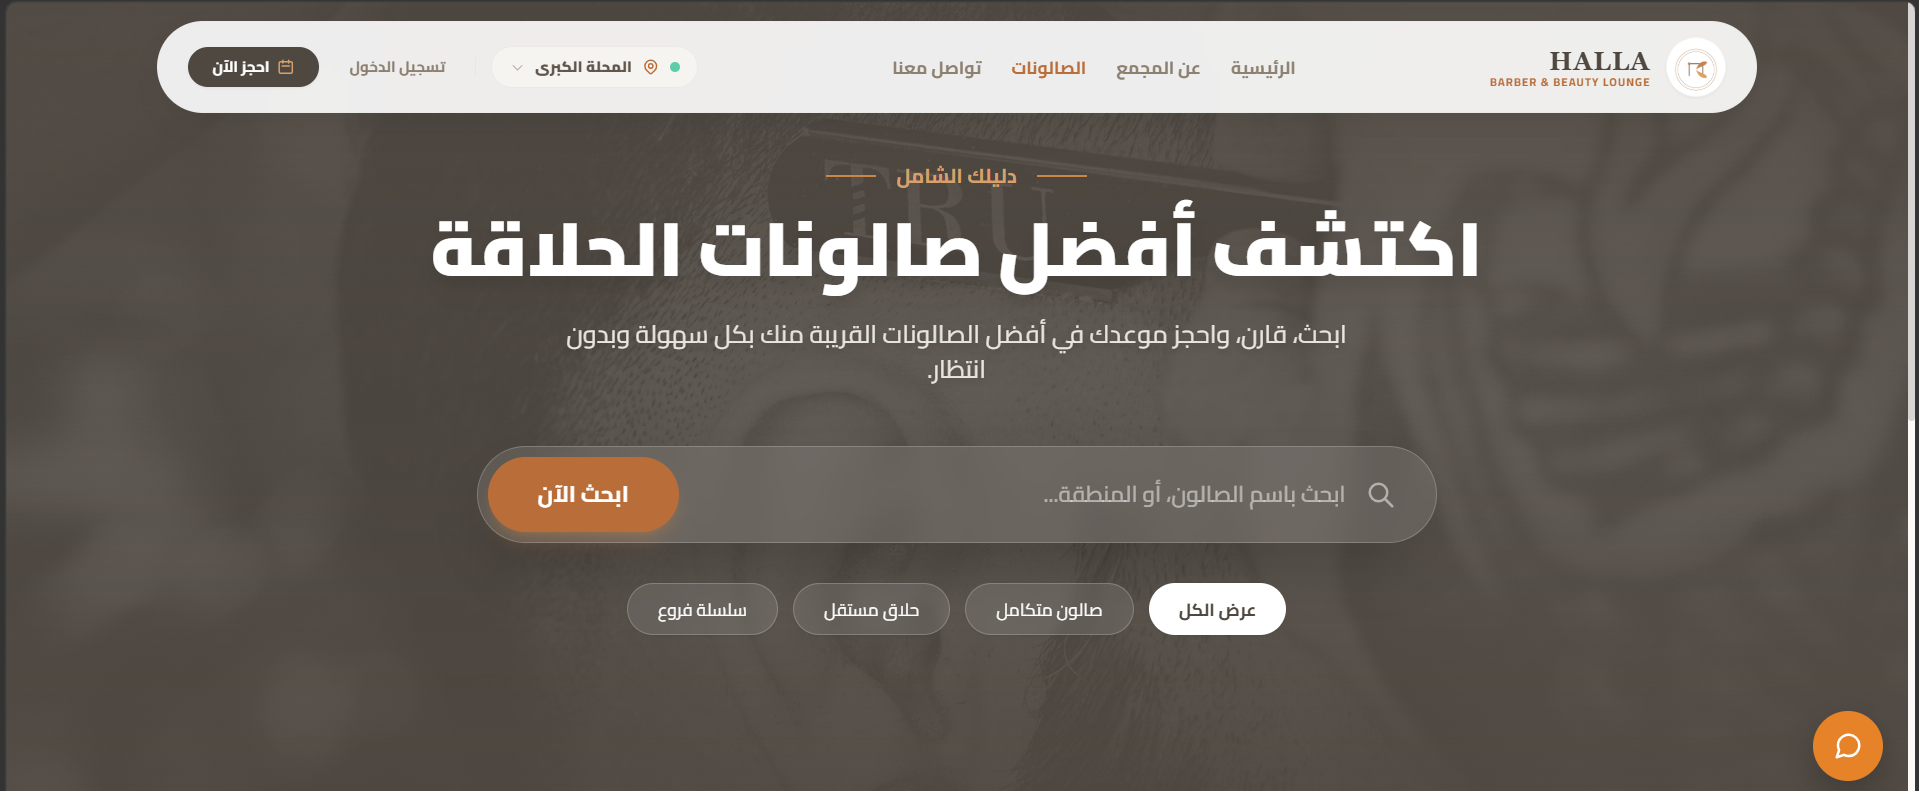 HALLA
BARBER & BEAUTY LOUNGE
الرئيسية
عن المجمع
الصالونات
تواصل معنا
المحلة الكبرى
تسجيل الدخول
احجز الآن
TRU
دليلك الشامل
اكتشف أفضل صالونات الحلاقة
ابحث، قارن، واحجز موعدك في أفضل الصالونات القريبة منك بكل سهولة وبدون
انتظار.
ابحث باسم الصالون، أو المنطقة...
ابحث الآن
عرض الكل
صالون متكامل
حلاق مستقل
سلسلة فروع